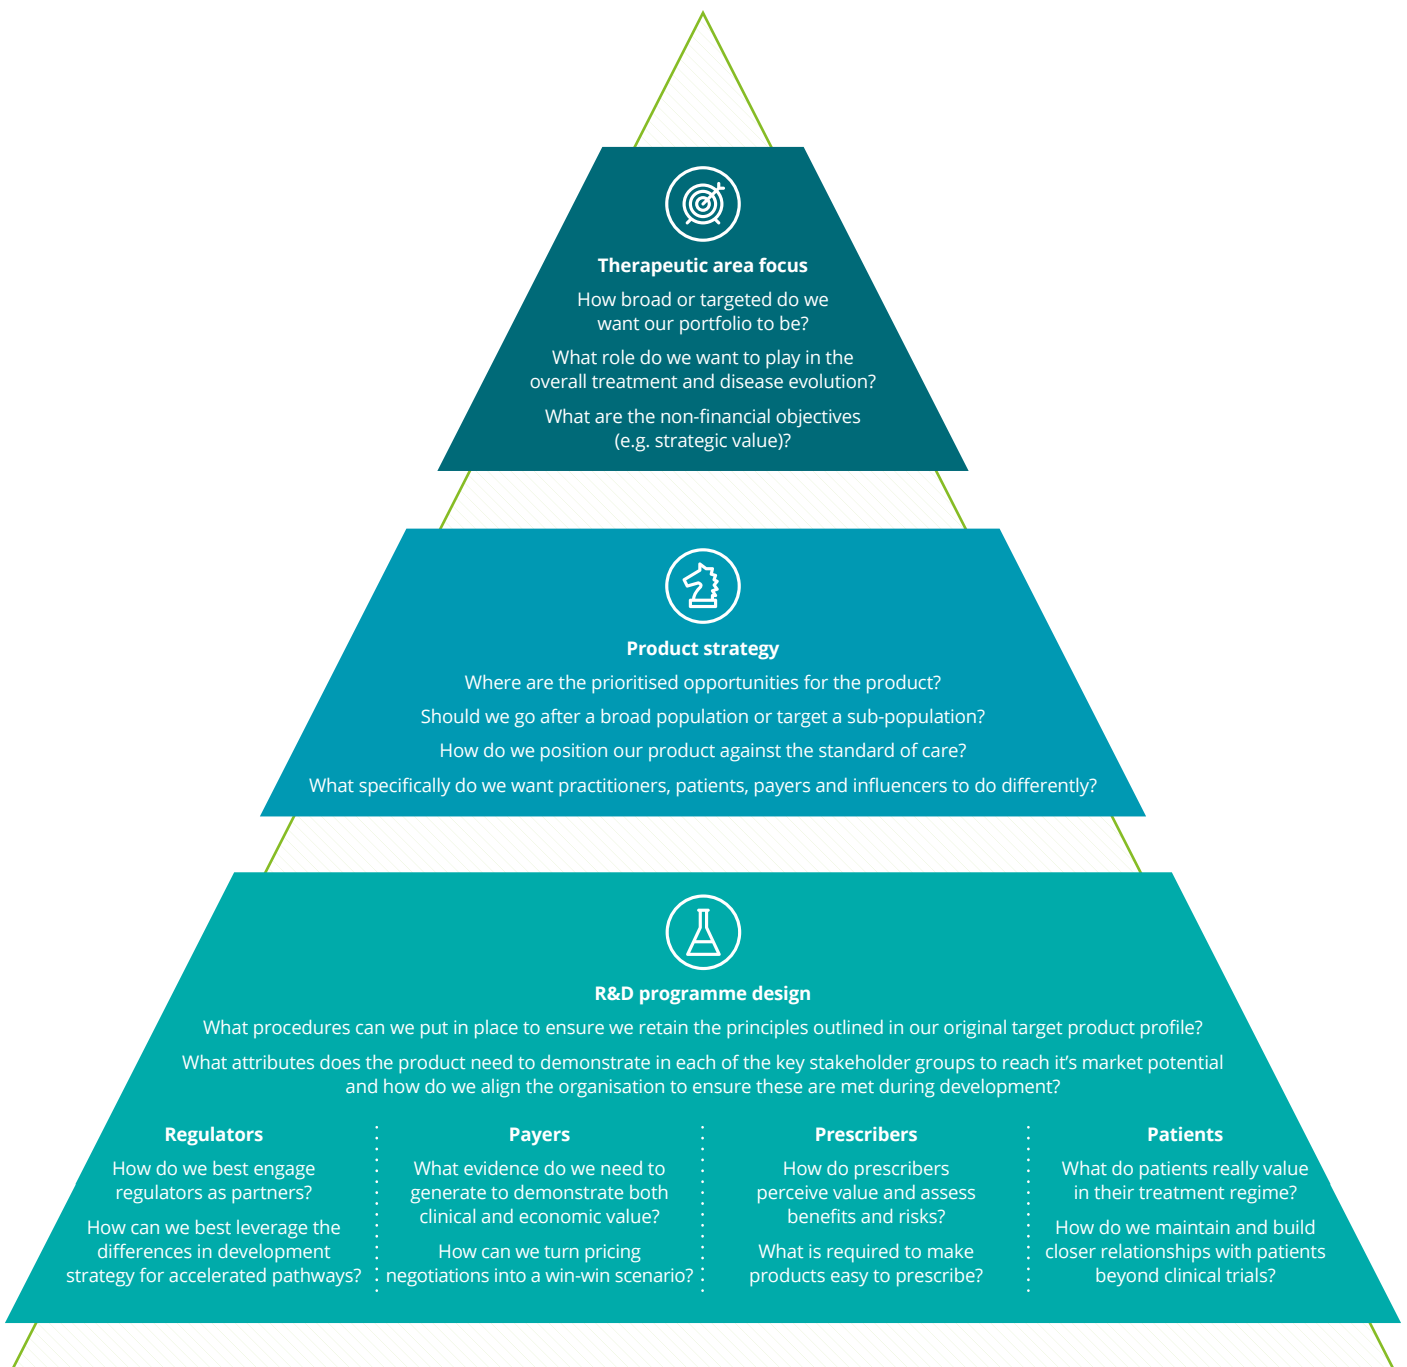 Therapeutic area focus
How broad or targeted do we
want our portfolio to be?
What role do we want to play in the
overall treatment and disease evolution?
What are the non-financial objectives
(e.g. strategic value)?
Product strategy
Where are the prioritised opportunities for the product?
Should we go after a broad population or target a sub-population?
How do we position our product against the standard of care?
What specifically do we want practitioners, patients, payers and influencers to do differently?
R&D programme design
What procedures can we put in place to ensure we retain the principles outlined in our original target product profile?
What attributes does the product need to demonstrate in each of the key stakeholder groups to reach it's market potential
and how do we align the organisation to ensure these are met during development?
Regulators
How do we best engage
regulators as partners?
How can we best leverage the
differences in development
strategy for accelerated pathways?
Payers
What evidence do we need to
generate to demonstrate both
clinical and economic value?
How can we turn pricing
negotiations into a win-win scenario?
Prescribers
How do prescribers
perceive value and assess
benefits and risks?
What is required to make
products easy to prescribe?
Patients
What do patients really value
in their treatment regime?
How do we maintain and build
closer relationships with patients
beyond clinical trials?